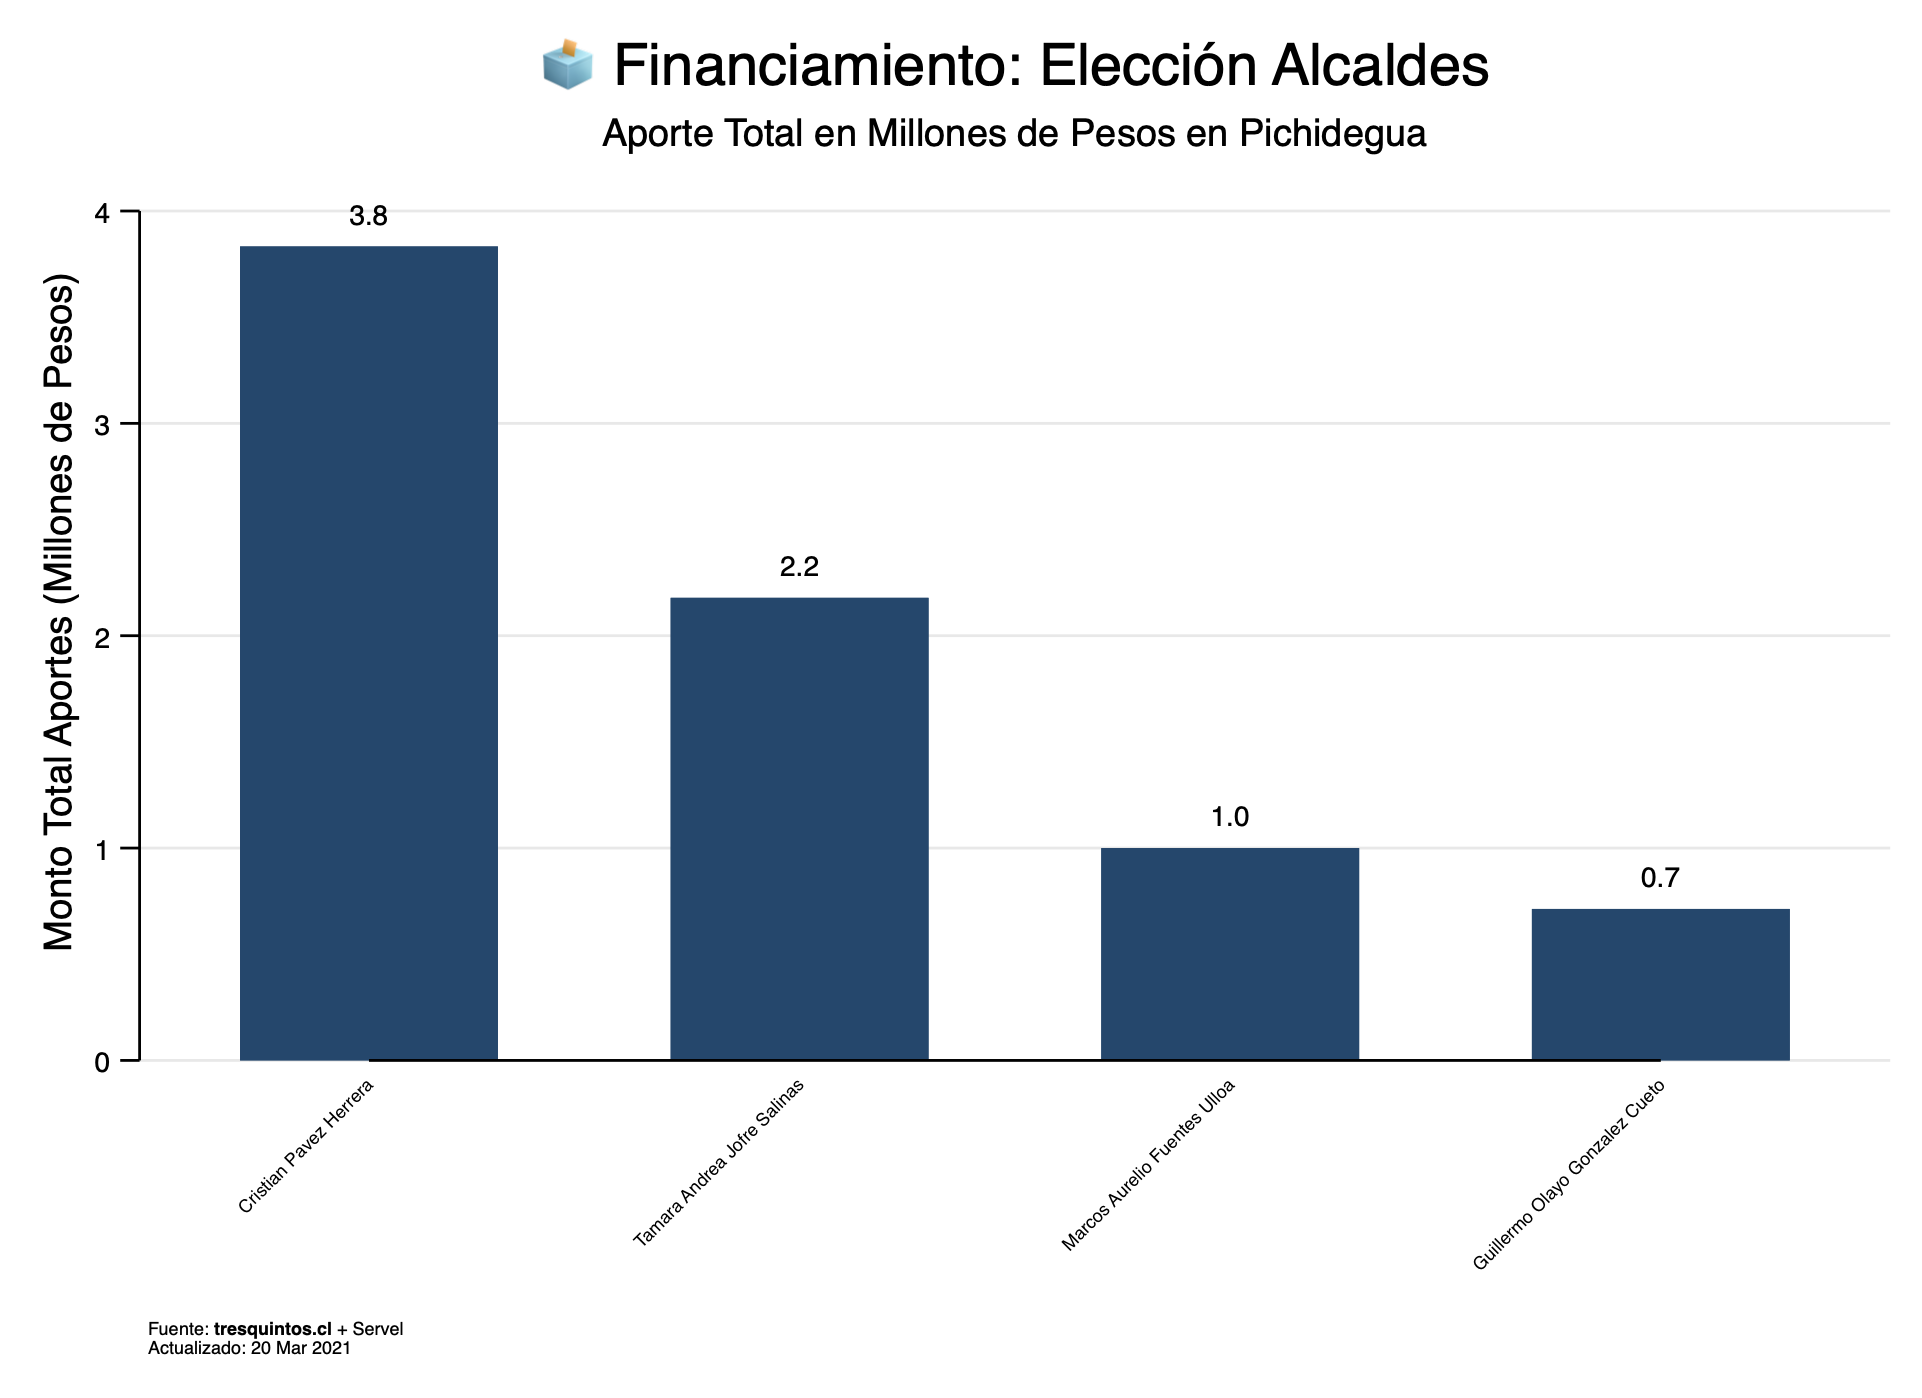 Financiamiento: Elección Alcaldes
Aporte Total en Millones de Pesos en Pichidegua
Monto Total Aportes (Millones de Pesos)
4
3
2
1
0
3.8
2.2
1.0
0.7
Cristian Pavez Herrera
Tamara Andrea Jofre Salinas
Marcos Aurelio Fuentes Ulloa
Guillermo Olayo Gonzalez Cueto
Fuente: tresquintos.cl + Servel
Actualizado: 20 Mar 2021